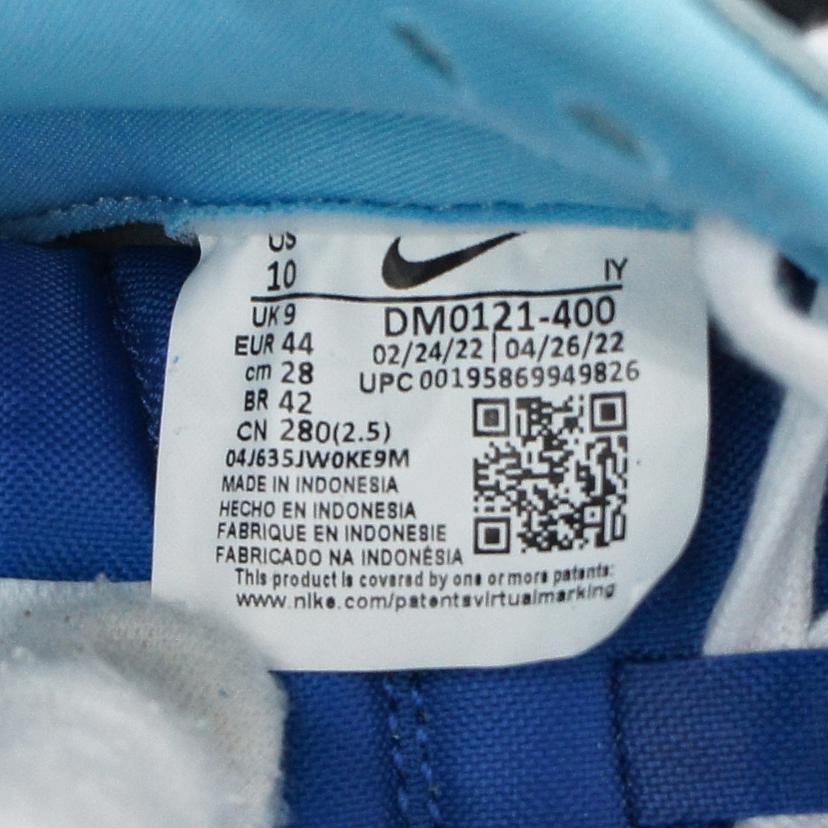 US
10
IY
UK 9
DM0121-400
EUR 44
02/24/22 | 04/26/22
cm 28
UPC 00195869949826
BR 42
CN 280(2.5)
04J635JW0KE9M
MADE IN INDONESIA
HECHO EN INDONESIA
FABRIQUE EN INDONESIE
FABRICADO NA INDONÉSIA
This product is covered by one or more patents:
www.nike.com/patentsvirtualmarking